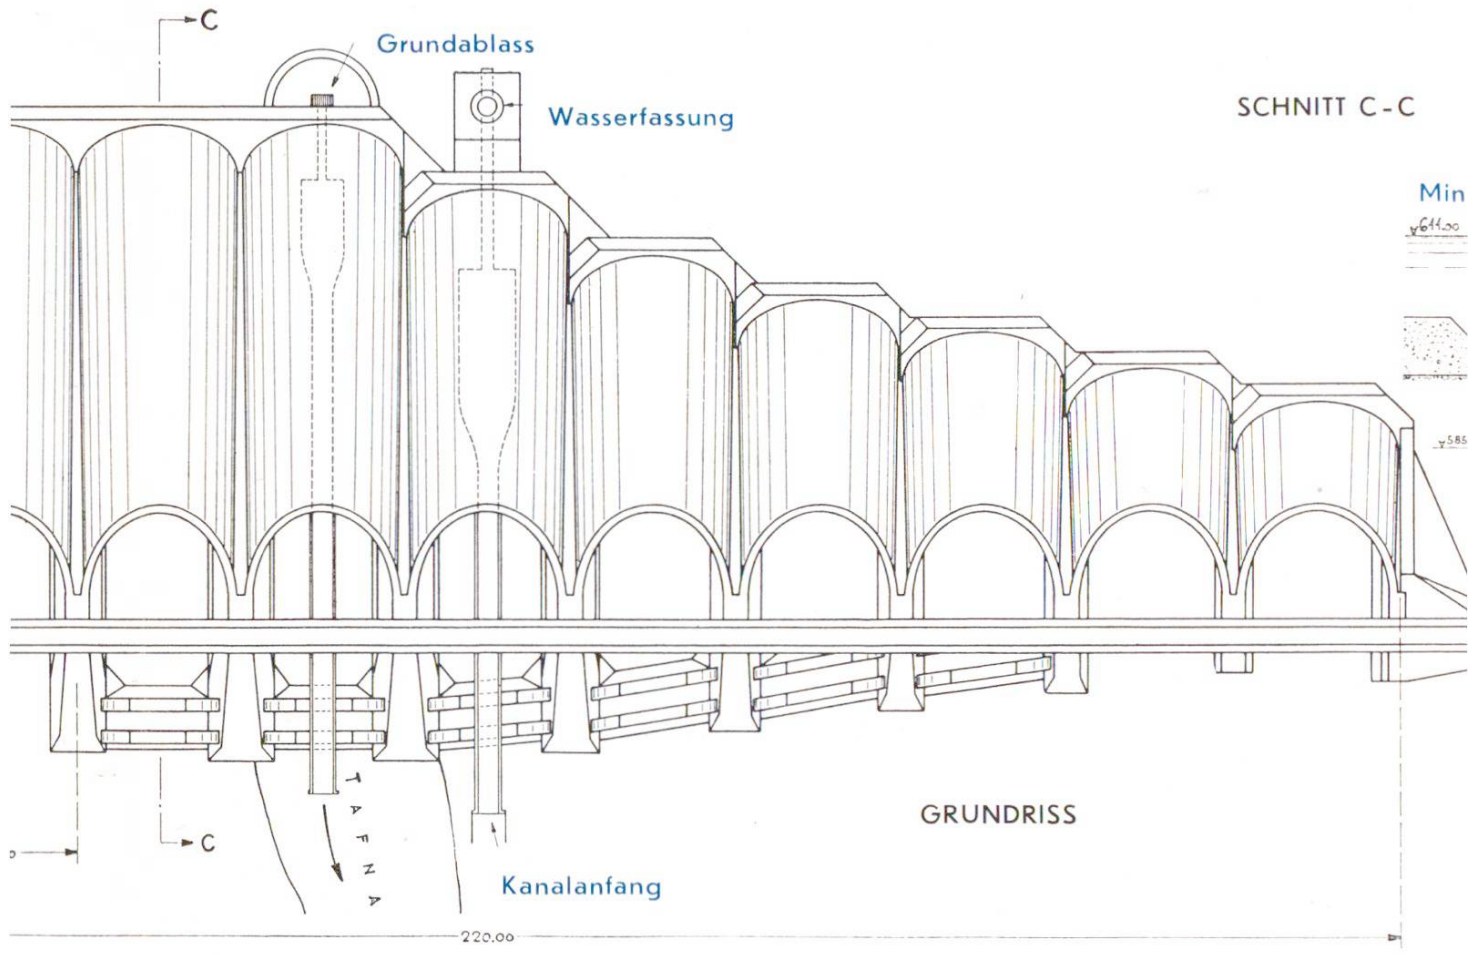 C
Grundablass
Wasserfassung
SCHNITT C-C
Min
611.00
585
TAFNA
GRUNDRISS
C
Kanalanfang
220.00